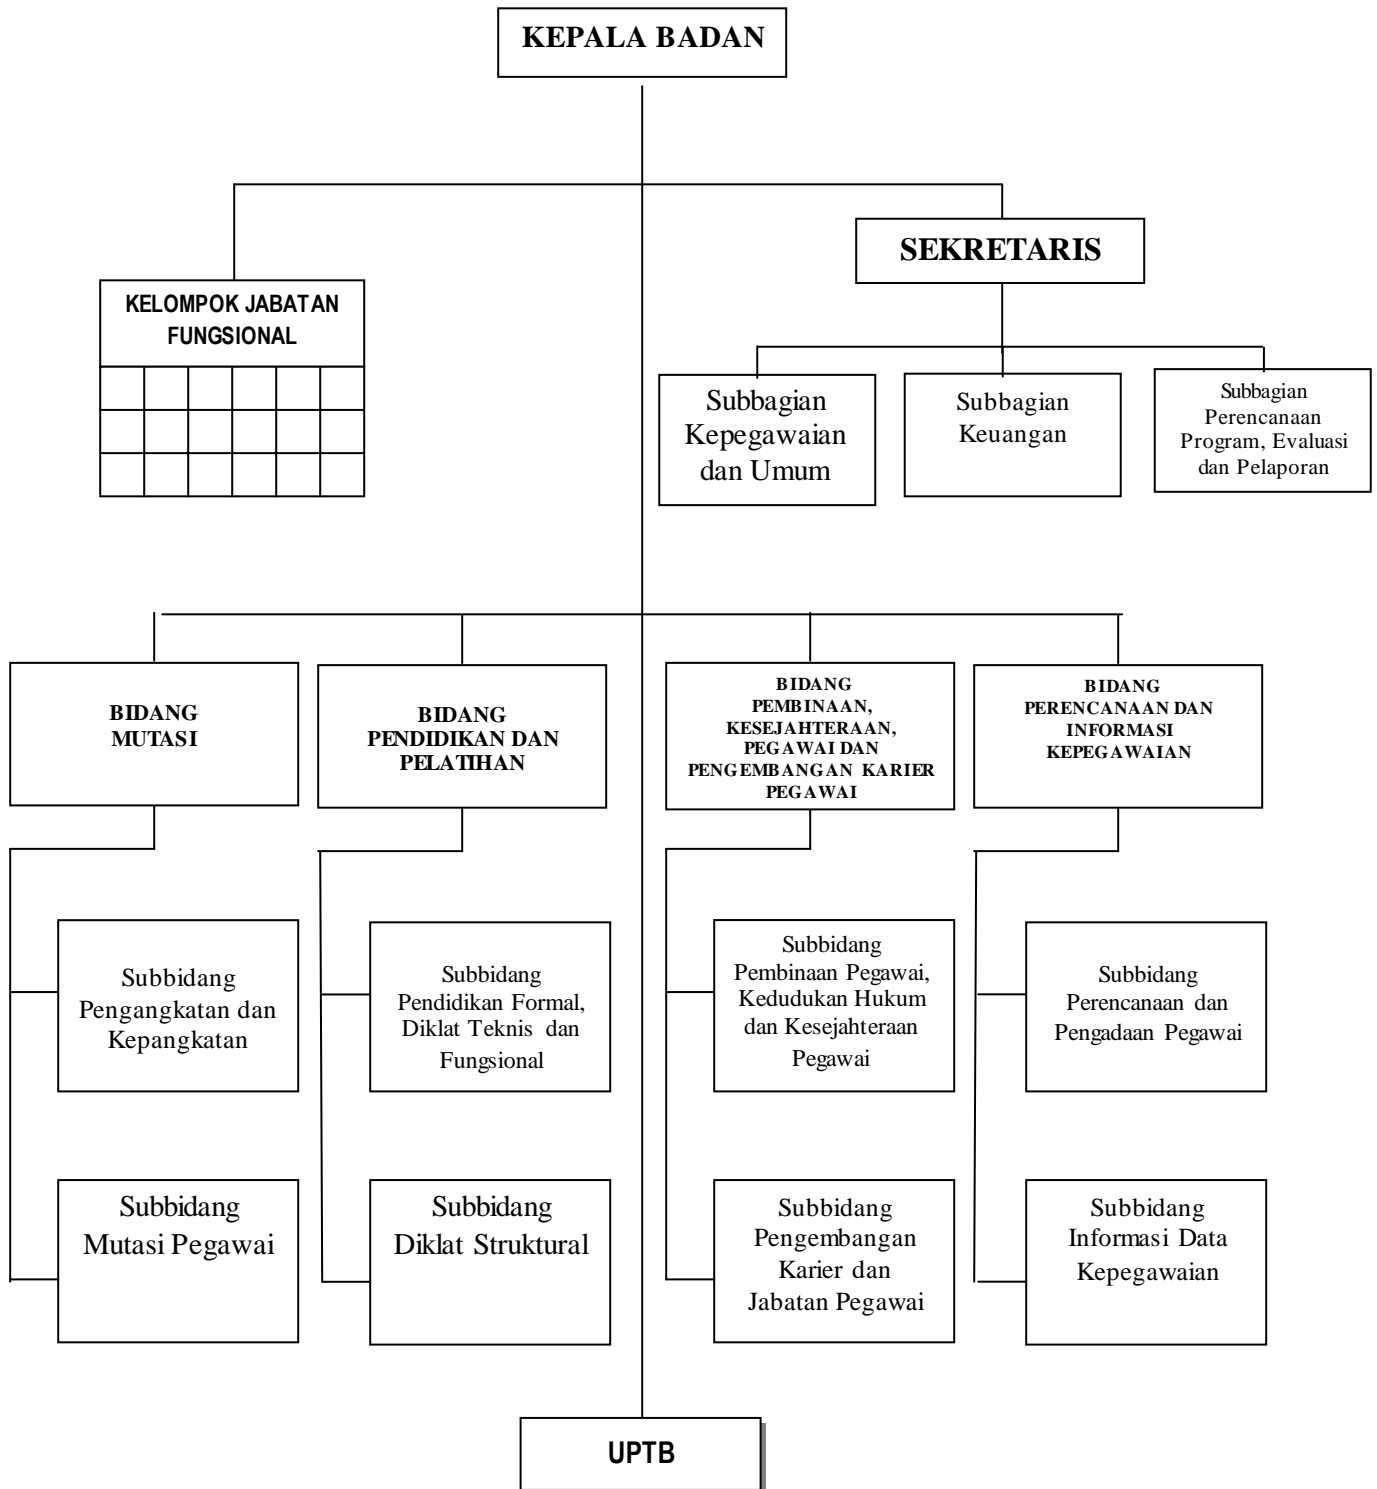 KEPALA BADAN
SEKRETARIS
KELOMPOK JABATAN
FUNGSIONAL
Subbagian
Kepegawaian
dan Umum
Subbagian
Keuangan
Subbagian
Perencanaan
Program, Evaluasi
dan Pelaporan
BIDANG
MUTASI
BIDANG
PENDIDIKAN DAN
PELATIHAN
BIDANG
PEMBINAAN,
KESEJAHTERAAN,
PEGAWAI DAN
PENGEMBANGAN KARIER
PEGAWAI
BIDANG
PERENCANAAN DAN
INFORMASI
KEPEGAWAIAN
Subbidang
Pengangkatan dan
Kepangkatan
Subbidang
Pendidikan Formal,
Diklat Teknis dan
Fungsional
Subbidang
Pembinaan Pegawai,
Kedudukan Hukum
dan Kesejahteraan
Pegawai
Subbidang
Perencanaan dan
Pengadaan Pegawai
Subbidang
Mutasi Pegawai
Subbidang
Diklat Struktural
Subbidang
Pengembangan
Karier dan
Jabatan Pegawai
Subbidang
Informasi Data
Kepegawaian
UPTB